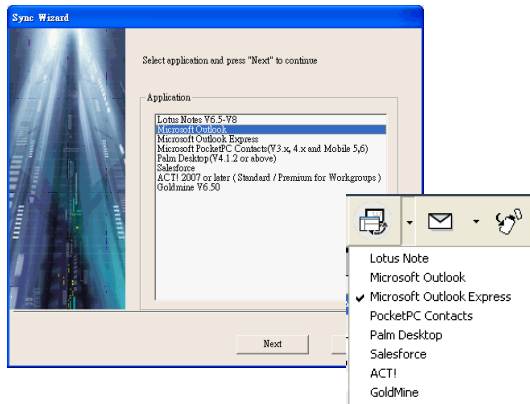 Sync Wizard
Select application and press "Next" to continue
Application
Lotus Notes V6.5-V8
Microsoft Outlook
Microsoft Outlook Express
Microsoft PocketPC Contacts(V3.x, 4.x and Mobile 5,6)
Palm Desktop(V4.1.2 or above)
Salesforce
ACT! 2007 or later ( Standard / Premium for Workgroups )
Goldmine V6.50
Next
Lotus Note
Microsoft Outlook
Microsoft Outlook Express
PocketPC Contacts
Palm Desktop
Salesforce
ACT!
GoldMine